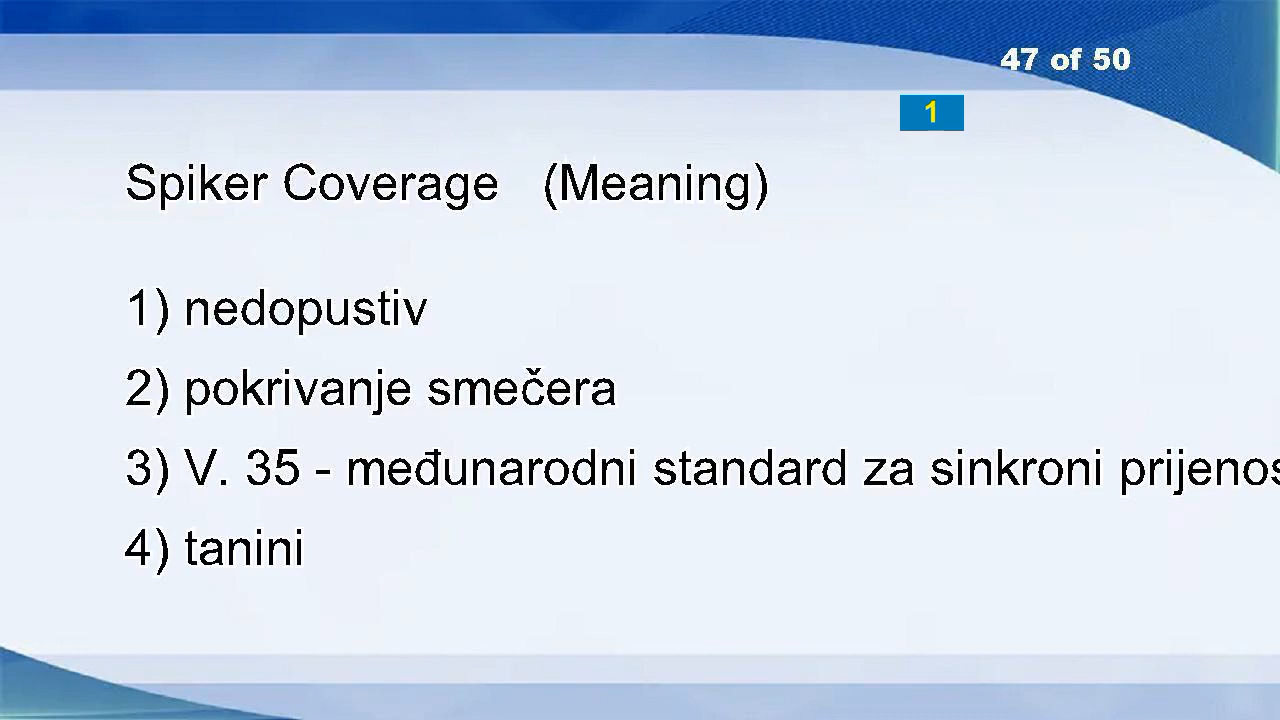 47 of 50
1
Spiker Coverage (Meaning)
1) nedopustiv
2) pokrivanje smečera
3) V. 35 - međunarodni standard za sinkroni prijenos
4) tanini